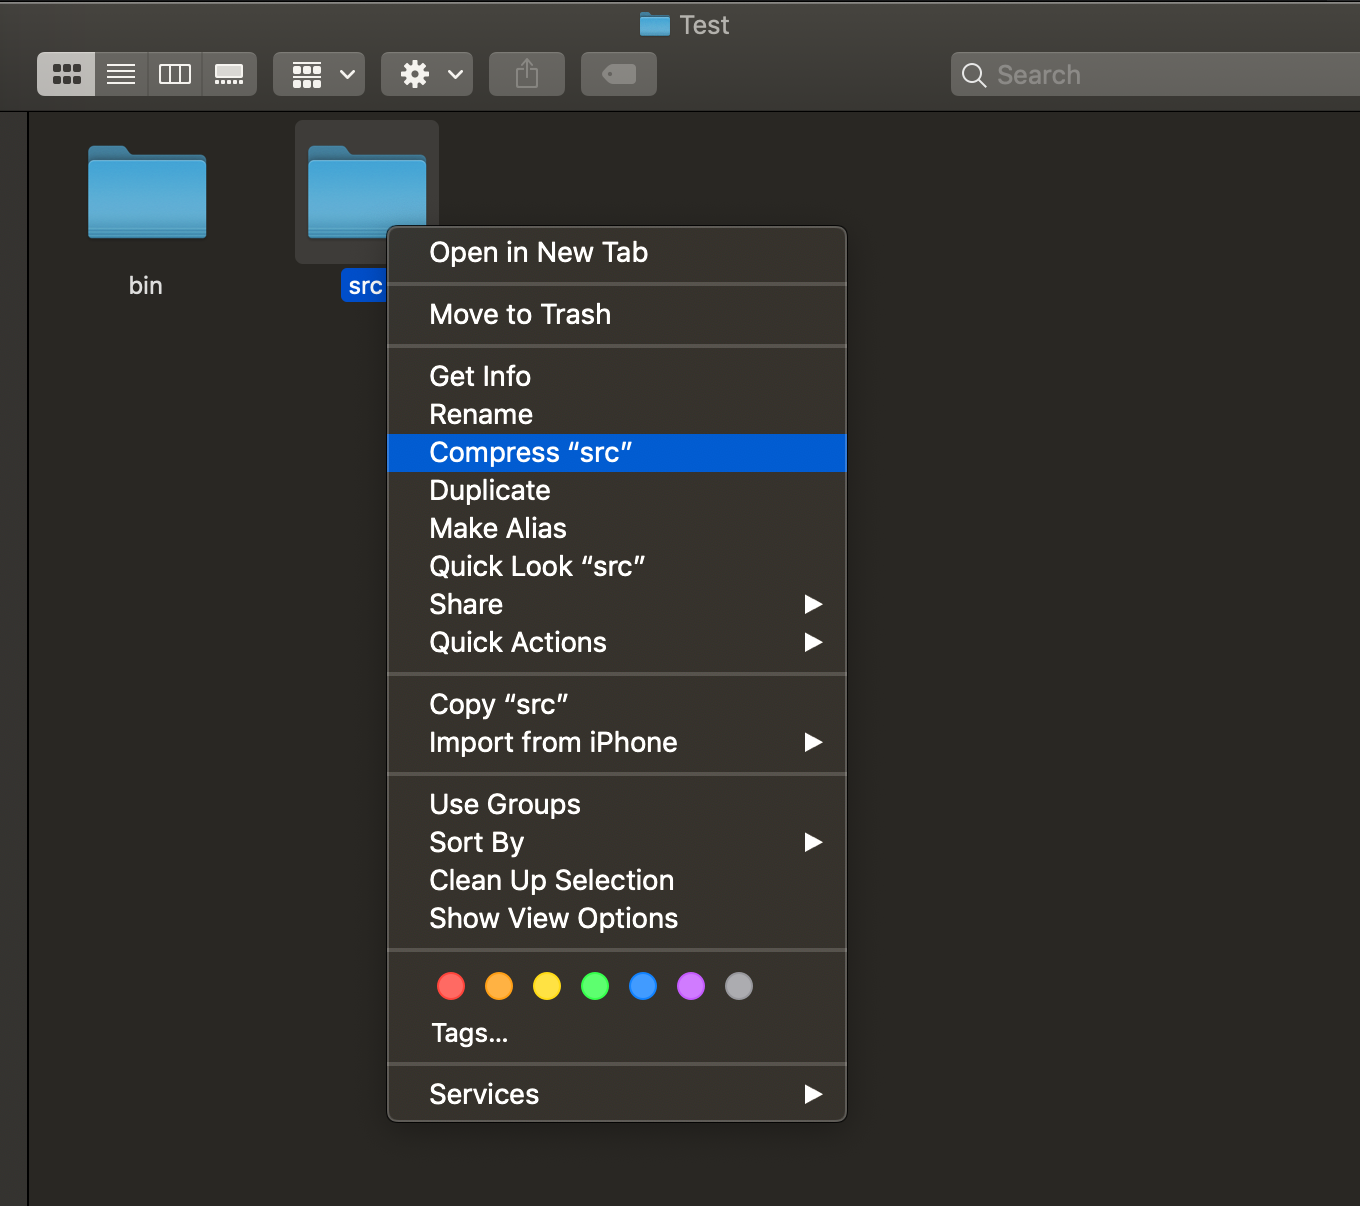 Test
Search
bin
src
Open in New Tab
Move to Trash
Get Info
Rename
Compress “src”
Duplicate
Make Alias
Quick Look “src”
Share
Quick Actions
Copy “src”
Import from iPhone
Use Groups
Sort By
Clean Up Selection
Show View Options
Tags...
Services